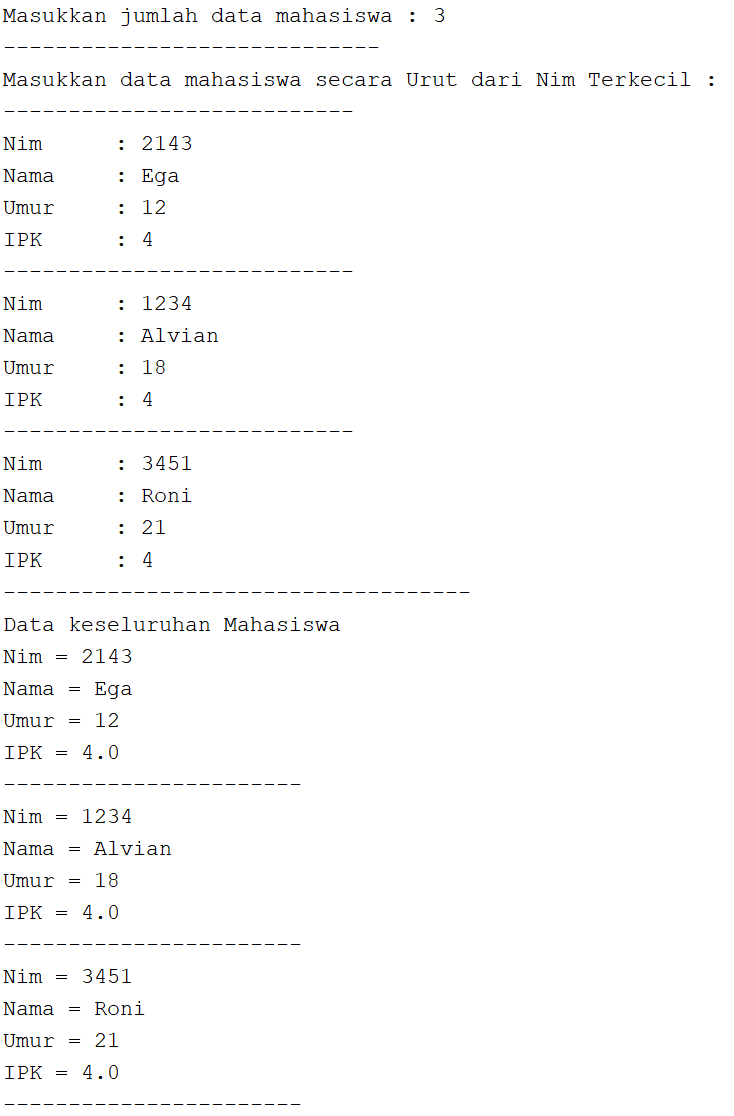 Masukkan jumlah data mahasiswa : 3
-----------------------------
Masukkan data mahasiswa secara Urut dari Nim Terkecil :
---------------------------
Nim      : 2143
Nama     : Ega
Umur     : 12
IPK      : 4
---------------------------
Nim      : 1234
Nama     : Alvian
Umur     : 18
IPK      : 4
---------------------------
Nim      : 3451
Nama     : Roni
Umur     : 21
IPK      : 4
------------------------------------
Data keseluruhan Mahasiswa
Nim = 2143
Nama = Ega
Umur = 12
IPK = 4.0
-----------------------
Nim = 1234
Nama = Alvian
Umur = 18
IPK = 4.0
-----------------------
Nim = 3451
Nama = Roni
Umur = 21
IPK = 4.0
-----------------------